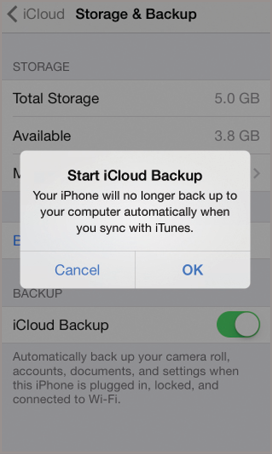 iCloud Storage & Backup
STORAGE
Total Storage 5.0 GB
Available 3.8 GB
Start iCloud Backup
Your iPhone will no longer back up to
your computer automatically when
you sync with iTunes.
Cancel OK
BACKUP
iCloud Backup
Automatically back up your camera roll,
accounts, documents, and settings when
this iPhone is plugged in, locked, and
connected to Wi-Fi.